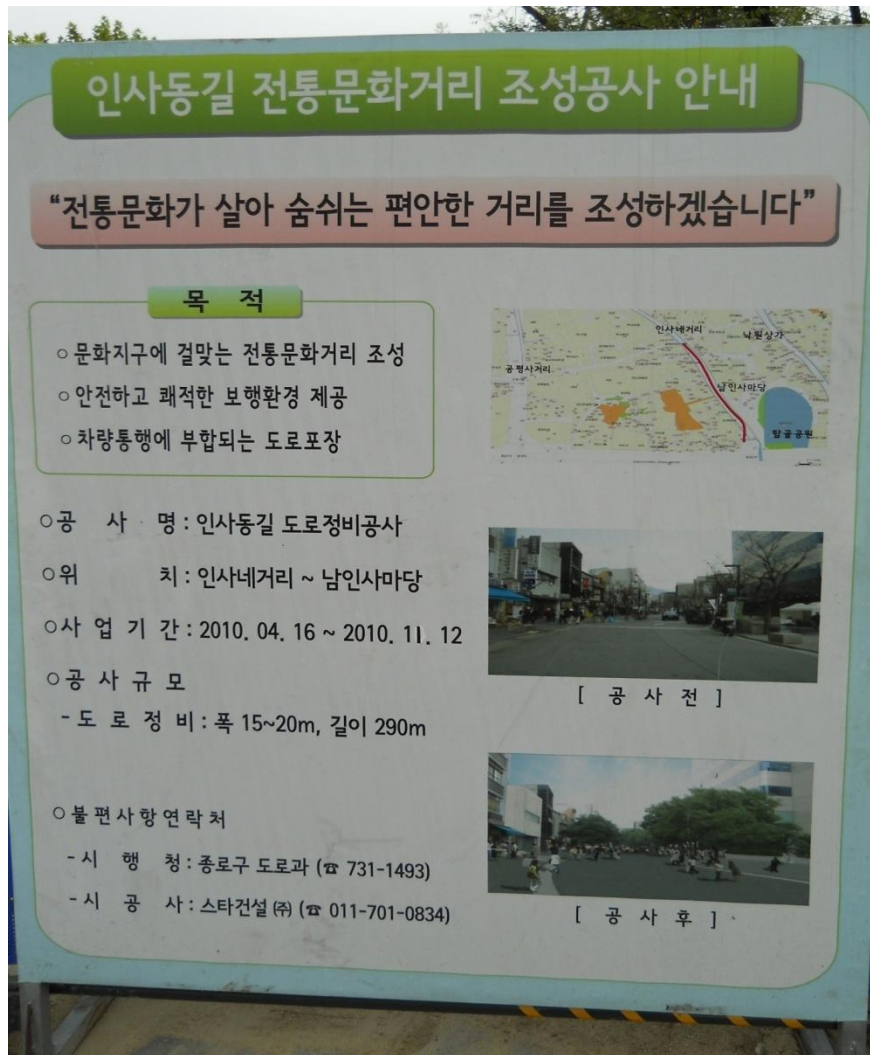 인사동길 전통문화거리 조성공사 안내
“전통문화가 살아 숨쉬는 편안한 거리를 조성하겠습니다”
목 적
○ 문화지구에 걸맞는 전통문화거리 조성
○ 안전하고 쾌적한 보행환경 제공
○ 차량통행에 부합되는 도로포장
인사네거리
낙원상가
공평사거리
남인사마당
탑골공원
○공 사 명 : 인사동길 도로정비공사
○위 치 : 인사네거리 ~ 남인사마당
○사 업 기 간 : 2010. 04. 16 ~ 2010. 11. 12
○공 사 규 모
- 도 로 정 비 : 폭 15~20m, 길이 290m
[ 공 사 전 ]
○불편사항연락처
- 시 행 청 : 종로구 도로과 (☎ 731-1493)
- 시 공 사 : 스타건설 ㈜ (☎ 011-701-0834)
[ 공 사 후 ]